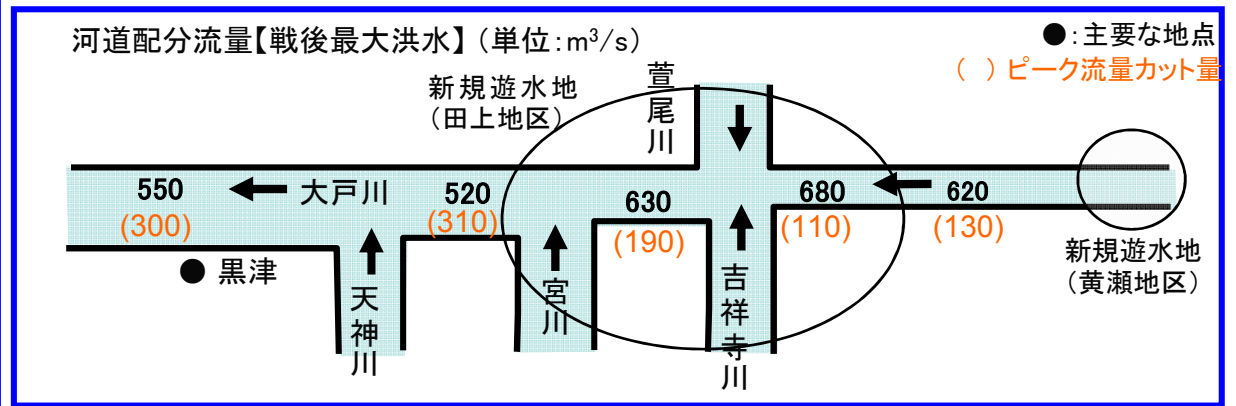 河道配分流量【戦後最大洪水】（単位：m³/s）
●：主要な地点
（ ）ピーク流量カット量
新規遊水地
（田上地区）
萱尾川
550
大戸川
520
630
680
620
(300)
(310)
(190)
(110)
(130)
新規遊水地
（黄瀬地区）
● 黒津
天神川
宮川
吉祥寺川